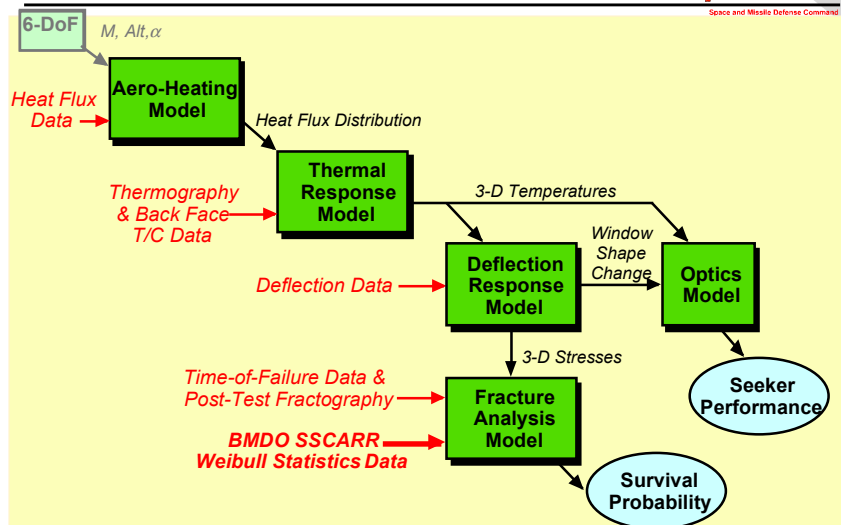 Space and Missile Defense Command
6-DoF
M, Alt,α
Aero-Heating
Model
Heat Flux
Data
Heat Flux Distribution
Thermal
Response
Model
Thermography
& Back Face
T/C Data
3-D Temperatures
Window
Shape
Change
Deflection
Response
Model
Optics
Model
Deflection Data
3-D Stresses
Time-of-Failure Data &
Post-Test Fractography
Fracture
Analysis
Model
Seeker
Performance
BMDO SSCARR
Weibull Statistics Data
Survival
Probability